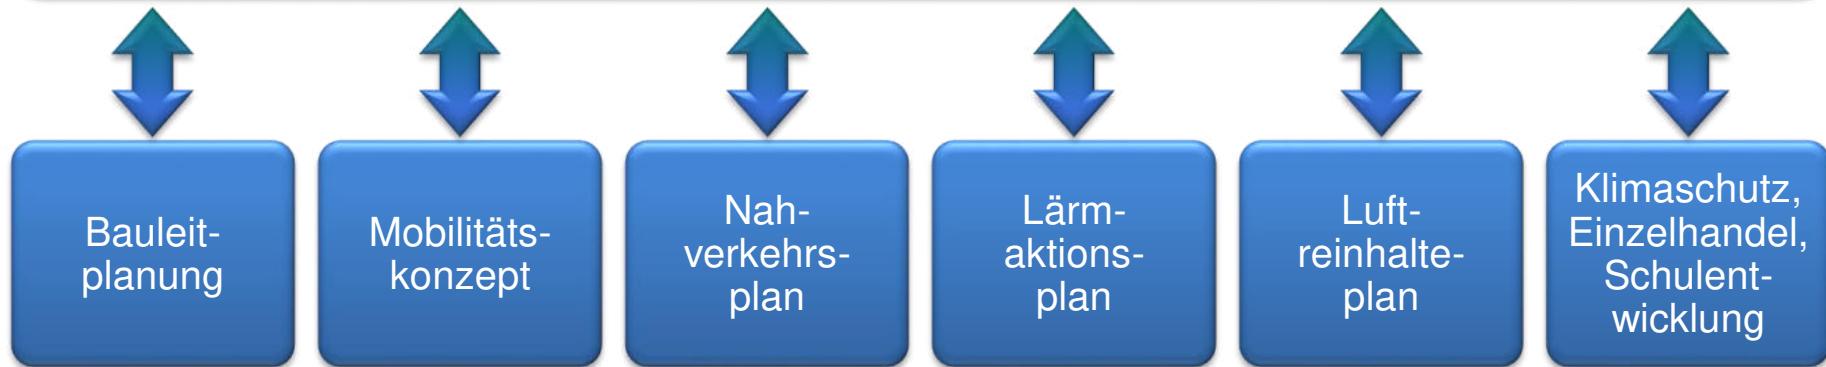 Bauleit-
planung
Mobilitäts-
konzept
Nah-
verkehrs-
plan
Lärm-
aktions-
plan
Luft-
reinhalte-
plan
Klimaschutz,
Einzelhandel,
Schulent-
wicklung